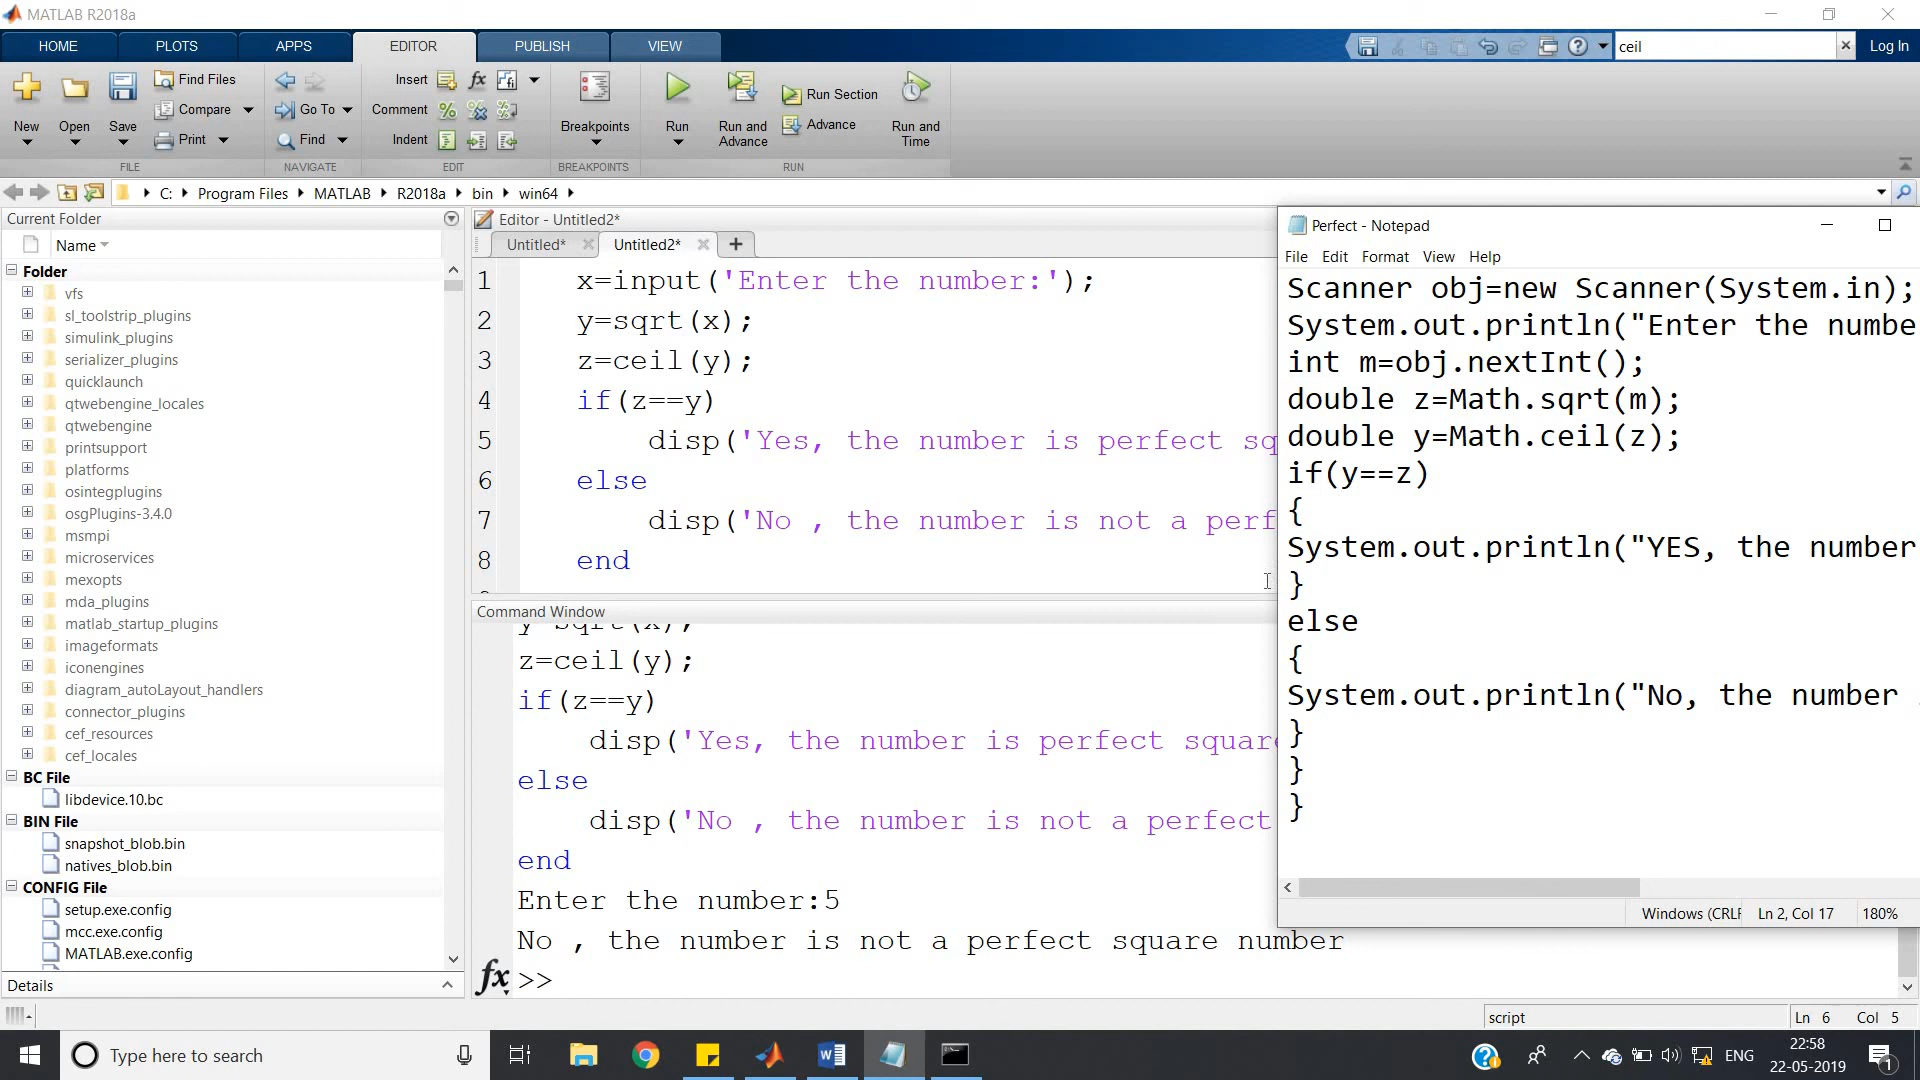 MATLAB R2018a
HOME
PLOTS
APPS
EDITOR
PUBLISH
VIEW
ceil
Log In
New
Open
Save
Find Files
Compare
Print
Go To
Find
Insert
Comment
Indent
Breakpoints
Run
Run and
Advance
Run Section
Advance
Run and
Time
FILE
NAVIGATE
EDIT
BREAKPOINTS
RUN
C: Program Files MATLAB R2018a bin win64
Current Folder
Name
Folder
vfs
sl_toolstrip_plugins
simulink_plugins
serializer_plugins
quicklaunch
qtwebengine_locales
qtwebengine
printsupport
platforms
osintegplugins
osgPlugins-3.4.0
msmpi
microservices
mexopts
mda_plugins
matlab_startup_plugins
imageformats
iconengines
diagram_autoLayout_handlers
connector_plugins
cef_resources
cef_locales
BC File
libdevice.10.bc
BIN File
snapshot_blob.bin
natives_blob.bin
CONFIG File
setup.exe.config
mcc.exe.config
MATLAB.exe.config
Details
Editor - Untitled2*
Untitled*
Untitled2*
1 x=input('Enter the number:');
2 y=sqrt(x);
3 z=ceil(y);
4 if(z==y)
5 disp('Yes, the number is perfect sq
6 else
7 disp('No , the number is not a perf
8 end
Command Window
y=sqrt(x);
z=ceil(y);
if(z==y)
disp('Yes, the number is perfect square
else
disp('No , the number is not a perfect
end
Enter the number:5
No , the number is not a perfect square number
fx >>
Perfect - Notepad
File Edit Format View Help
Scanner obj=new Scanner(System.in);
System.out.println("Enter the numbe
int m=obj.nextInt();
double z=Math.sqrt(m);
double y=Math.ceil(z);
if(y==z)
{
System.out.println("YES, the number
}
else
{
System.out.println("No, the number
}
}
}
Windows (CRLF
Ln 2, Col 17
180%
script
Ln 6 Col 5
Type here to search
ENG
22:58
22-05-2019
1